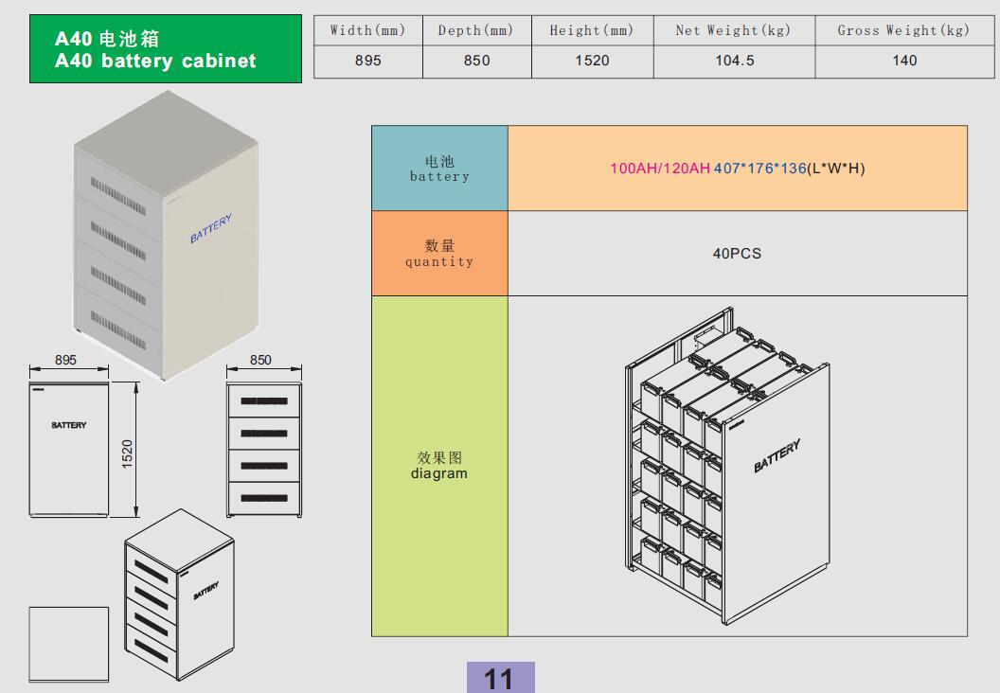 A40 电池箱
A40 battery cabinet
Width(mm) Depth(mm) Height(mm) Net Weight(kg) Gross Weight(kg)
895 850 1520 104.5 140
电池
battery
100AH/120AH 407*176*136(L*W*H)
数量
quantity
40PCS
效果图
diagram
BATTERY
BATTERY
895
850
BATTERY
1520
BATTERY
11